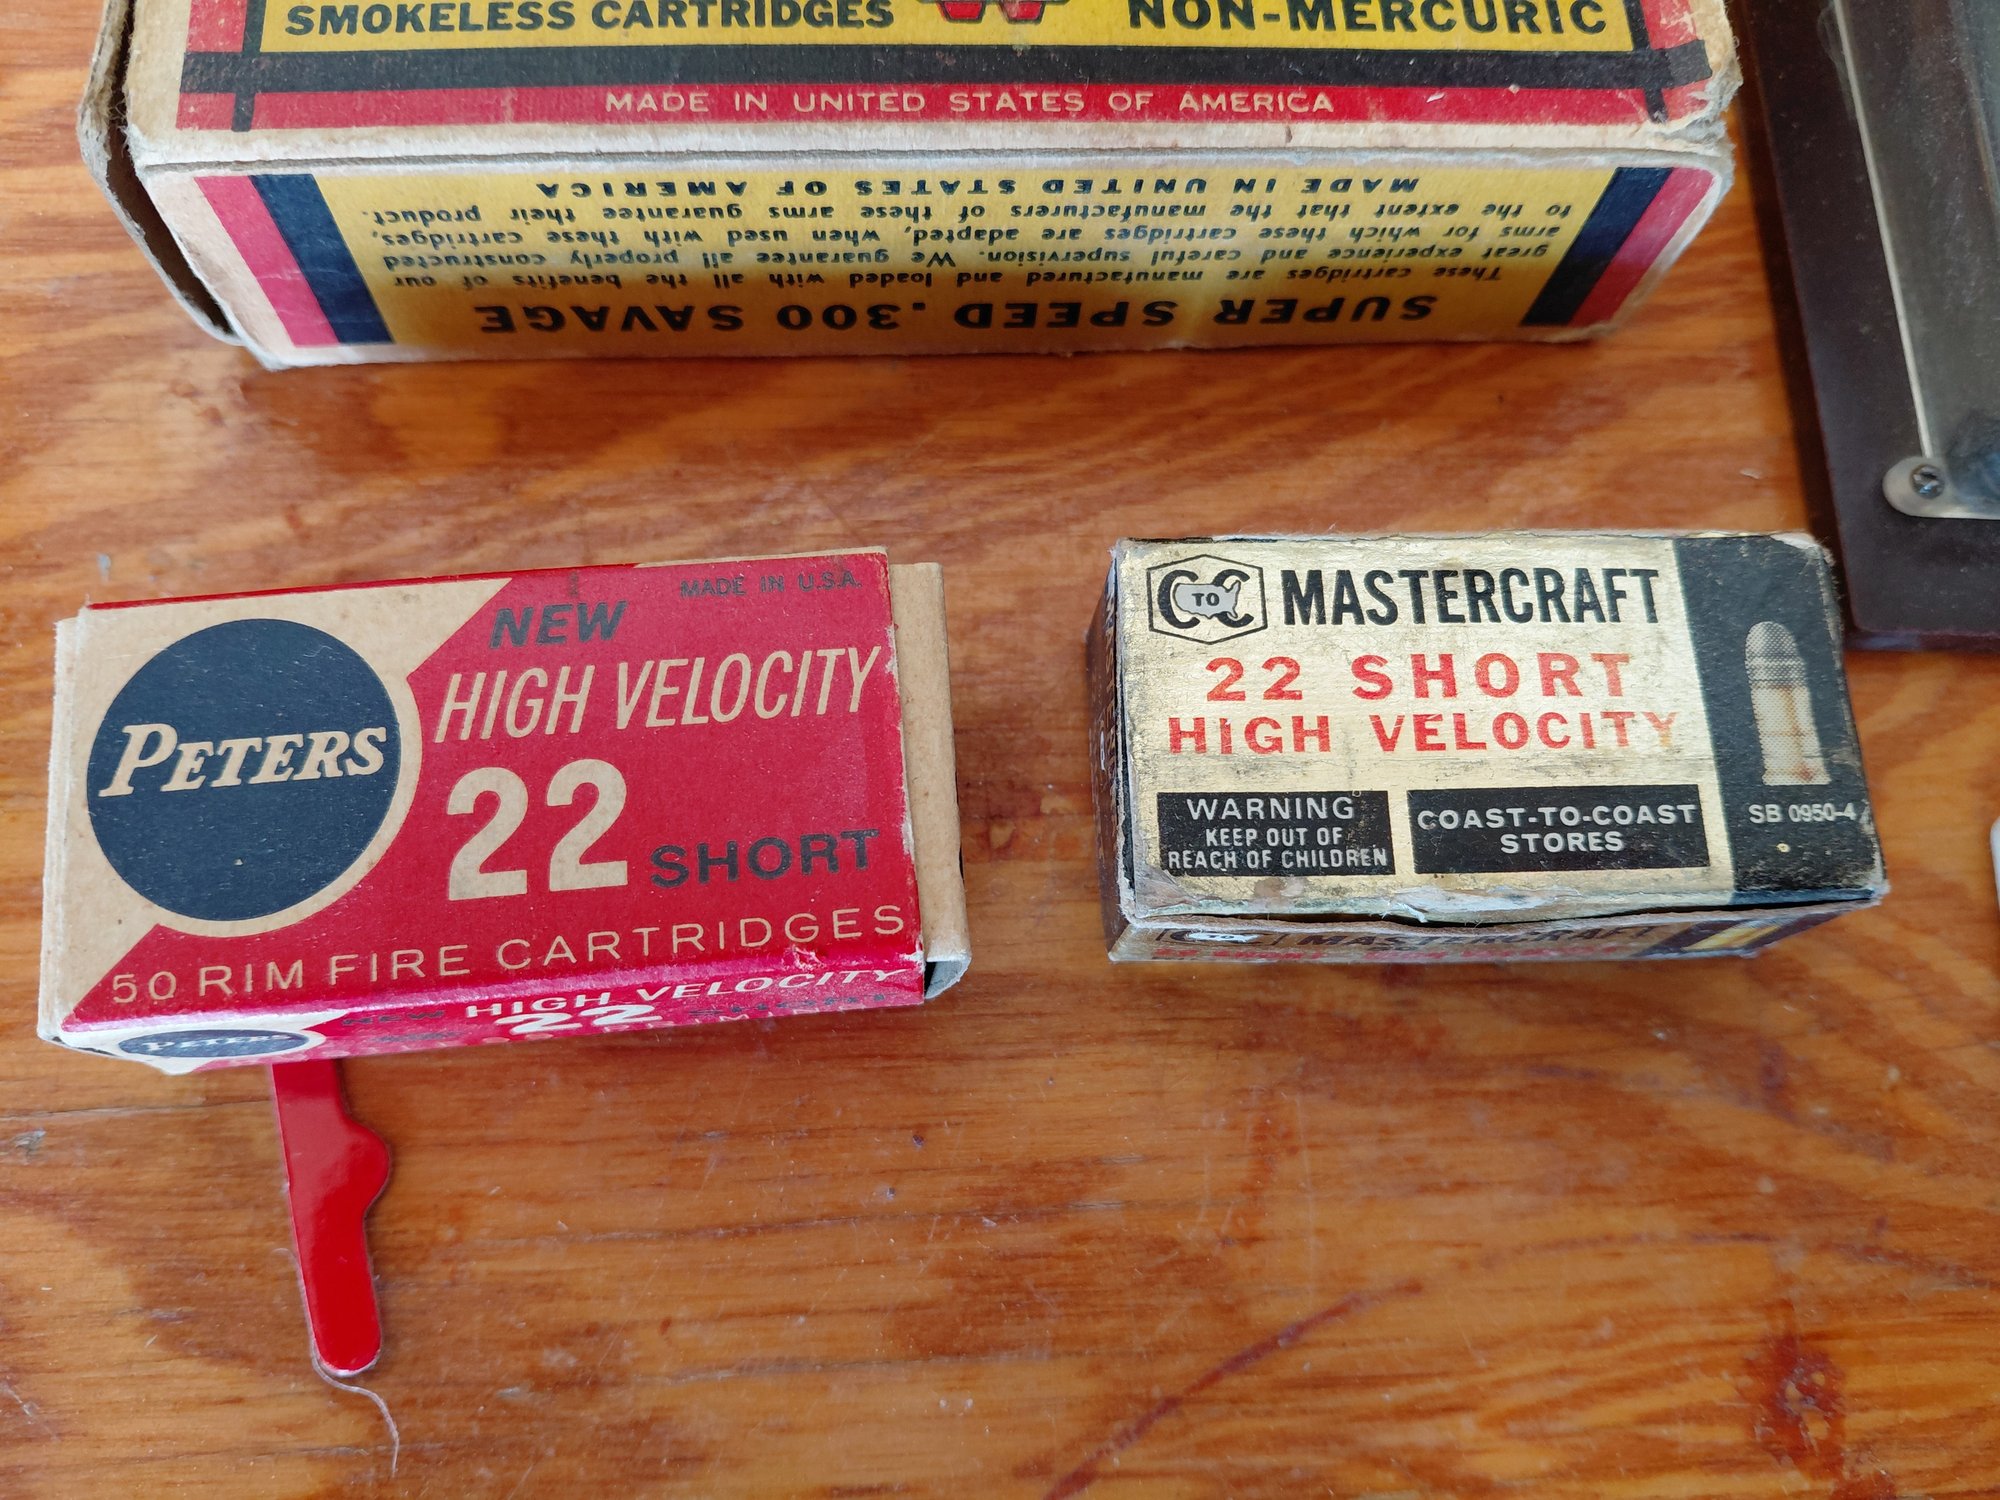 SMOKELESS CARTRIDGES
NON-MERCURIC
MADE IN UNITED STATES OF AMERICA
SUPER SPEED .300 SAVAGE
These cartridges are manufactured and loaded with all the benefits of our
great experience and careful supervision. We guarantee all properly constructed
arms for which these cartridges are adapted, when used with these cartridges,
to the extent that the manufacturers of these arms guarantee their product.
MADE IN UNITED STATES OF AMERICA
MADE IN U.S.A.
NEW
HIGH VELOCITY
PETERS
22 SHORT
50 RIM FIRE CARTRIDGES
PETERS
NEW HIGH VELOCITY
22 SHORT
C TO C MASTERCRAFT
22 SHORT
HIGH VELOCITY
WARNING
KEEP OUT OF
REACH OF CHILDREN
COAST-TO-COAST
STORES
SB 0950-4
MASTERCRAFT